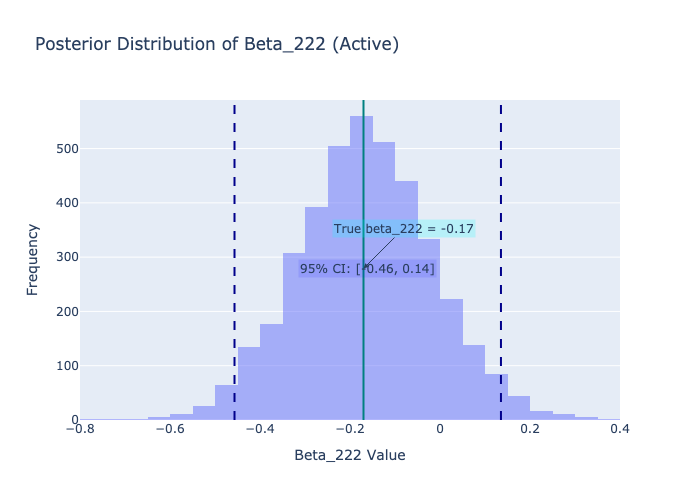 Posterior Distribution of Beta_222 (Active)
500
400
300
200
100
0
Frequency
True beta_222 = -0.17
95% CI: [-0.46, 0.14]
−0.8 −0.6 −0.4 −0.2 0 0.2 0.4
Beta_222 Value